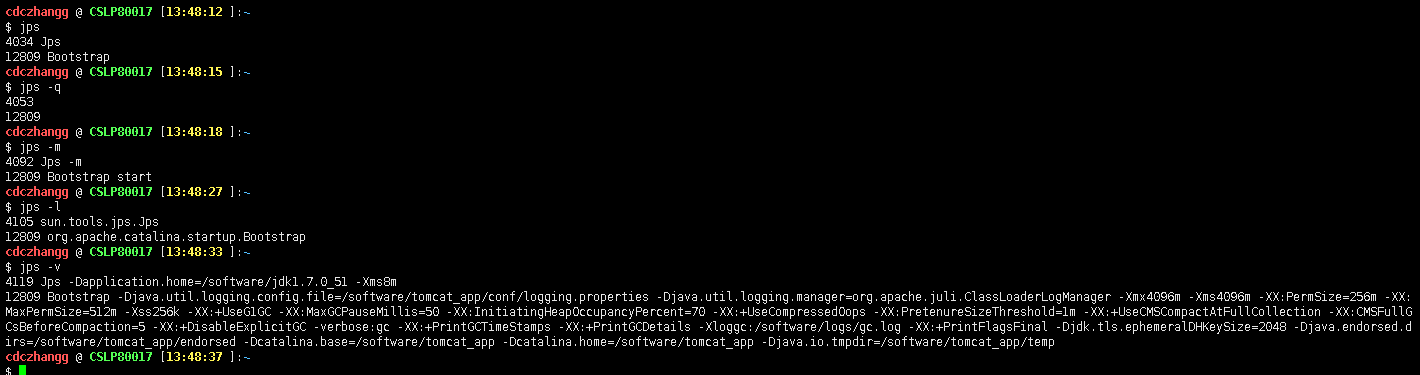 cdczhangg @ CSLP80017 [13:48:12 ]:~
$ jps
4034 Jps
12809 Bootstrap
cdczhangg @ CSLP80017 [13:48:15 ]:~
$ jps -q
4053
12809
cdczhangg @ CSLP80017 [13:48:18 ]:~
$ jps -m
4092 Jps -m
12809 Bootstrap start
cdczhangg @ CSLP80017 [13:48:27 ]:~
$ jps -l
4105 sun.tools.jps.Jps
12809 org.apache.catalina.startup.Bootstrap
cdczhangg @ CSLP80017 [13:48:33 ]:~
$ jps -v
4119 Jps -Dapplication.home=/software/jdk1.7.0_51 -Xms8m
12809 Bootstrap -Djava.util.logging.config.file=/software/tomcat_app/conf/logging.properties -Djava.util.logging.manager=org.apache.juli.ClassLoaderLogManager -Xmx4096m -Xms4096m -XX:PermSize=256m -XX:
MaxPermSize=512m -Xss256k -XX:+UseG1GC -XX:MaxGCPauseMillis=50 -XX:InitiatingHeapOccupancyPercent=70 -XX:+UseCompressedOops -XX:PretenureSizeThreshold=1m -XX:+UseCMSCompactAtFullCollection -XX:CMSFullG
CsBeforeCompaction=5 -XX:+DisableExplicitGC -verbose:gc -XX:+PrintGCTimeStamps -XX:+PrintGCDetails -Xloggc:/software/logs/gc.log -XX:+PrintFlagsFinal -Djdk.tls.ephemeralDHKeySize=2048 -Djava.endorsed.d
irs=/software/tomcat_app/endorsed -Dcatalina.base=/software/tomcat_app -Dcatalina.home=/software/tomcat_app -Djava.io.tmpdir=/software/tomcat_app/temp
cdczhangg @ CSLP80017 [13:48:37 ]:~
$